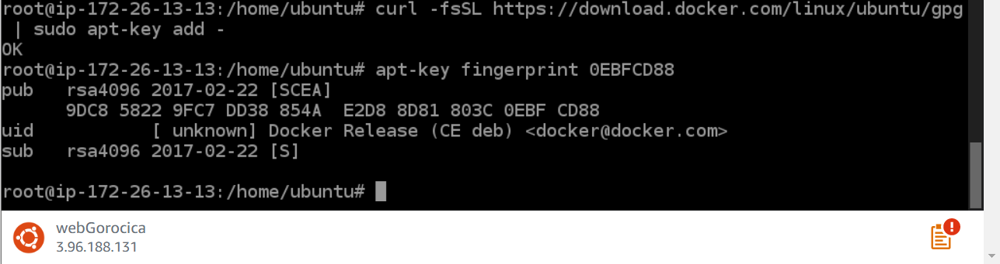 root@ip-172-26-13-13:/home/ubuntu# curl -fsSL https://download.docker.com/linux/ubuntu/gpg
 | sudo apt-key add -
OK
root@ip-172-26-13-13:/home/ubuntu# apt-key fingerprint 0EBFCD88
pub   rsa4096 2017-02-22 [SCEA]
      9DC8 5822 9FC7 DD38 854A  E2D8 8D81 803C 0EBF CD88
uid           [ unknown] Docker Release (CE deb) <docker@docker.com>
sub   rsa4096 2017-02-22 [S]
root@ip-172-26-13-13:/home/ubuntu#
webGorocica
3.96.188.131